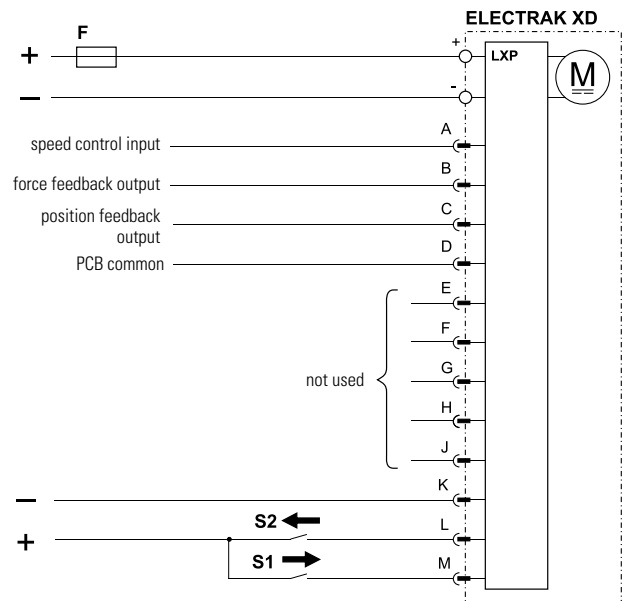 ELECTRAK XD
F
+
+ LXP
M
-
−
A
speed control input
B
force feedback output
C
position feedback
output
D
PCB common
E
F
G
not used
H
J
K
−
S2
L
+
S1
M